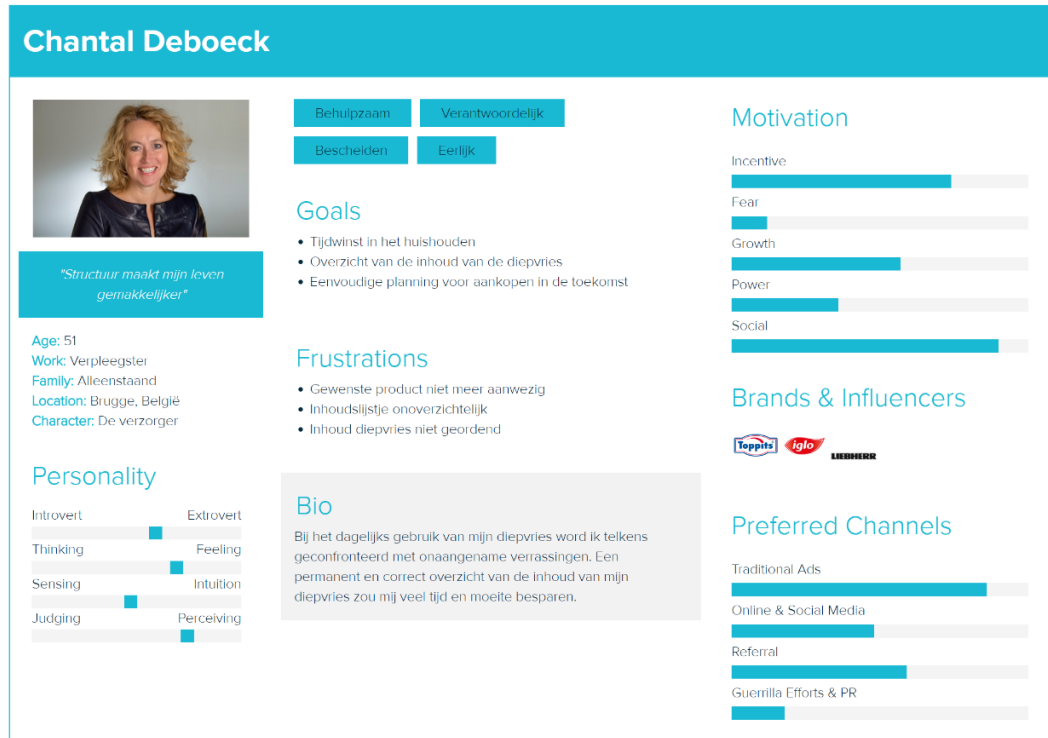 Chantal Deboeck
"Structuur maakt mijn leven
gemakkelijker"
Age: 51
Work: Verpleegster
Family: Alleenstaand
Location: Brugge, België
Character: De verzorger
Personality
Introvert Extrovert
Thinking Feeling
Sensing Intuition
Judging Perceiving
Behulpzaam Verantwoordelijk
Bescheiden Eerlijk
Goals
• Tijdwinst in het huishouden
• Overzicht van de inhoud van de diepvries
• Eenvoudige planning voor aankopen in de toekomst
Frustrations
• Gewenste product niet meer aanwezig
• Inhoudslijstje onoverzichtelijk
• Inhoud diepvries niet geordend
Bio
Bij het dagelijks gebruik van mijn diepvries word ik telkens
geconfronteerd met onaangename verrassingen. Een
permanent en correct overzicht van de inhoud van mijn
diepvries zou mij veel tijd en moeite besparen.
Motivation
Incentive
Fear
Growth
Power
Social
Brands & Influencers
Toppits iglo LIEBHERR
Preferred Channels
Traditional Ads
Online & Social Media
Referral
Guerrilla Efforts & PR